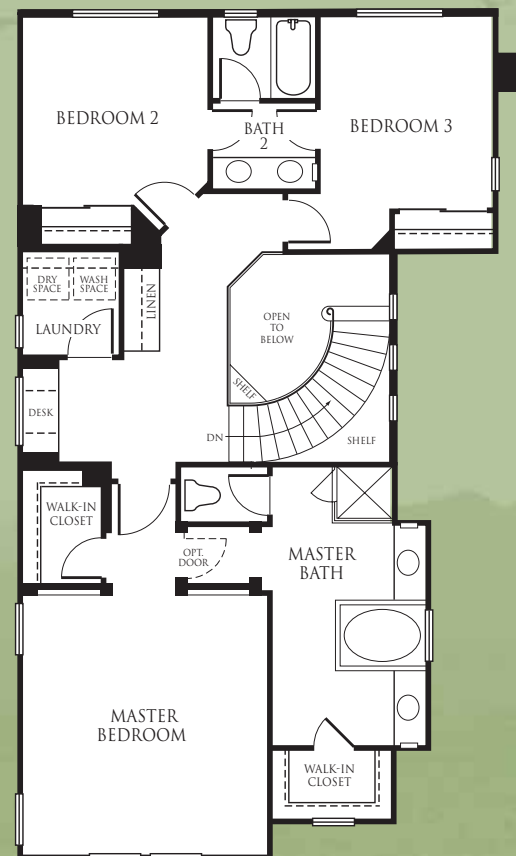 BEDROOM 2
BATH
2
BEDROOM 3
DRY
SPACE
WASH
SPACE
LINEN
LAUNDRY
OPEN
TO
BELOW
SHELF
DESK
DN
SHELF
WALK-IN
CLOSET
OPT.
DOOR
MASTER
BATH
MASTER
BEDROOM
WALK-IN
CLOSET